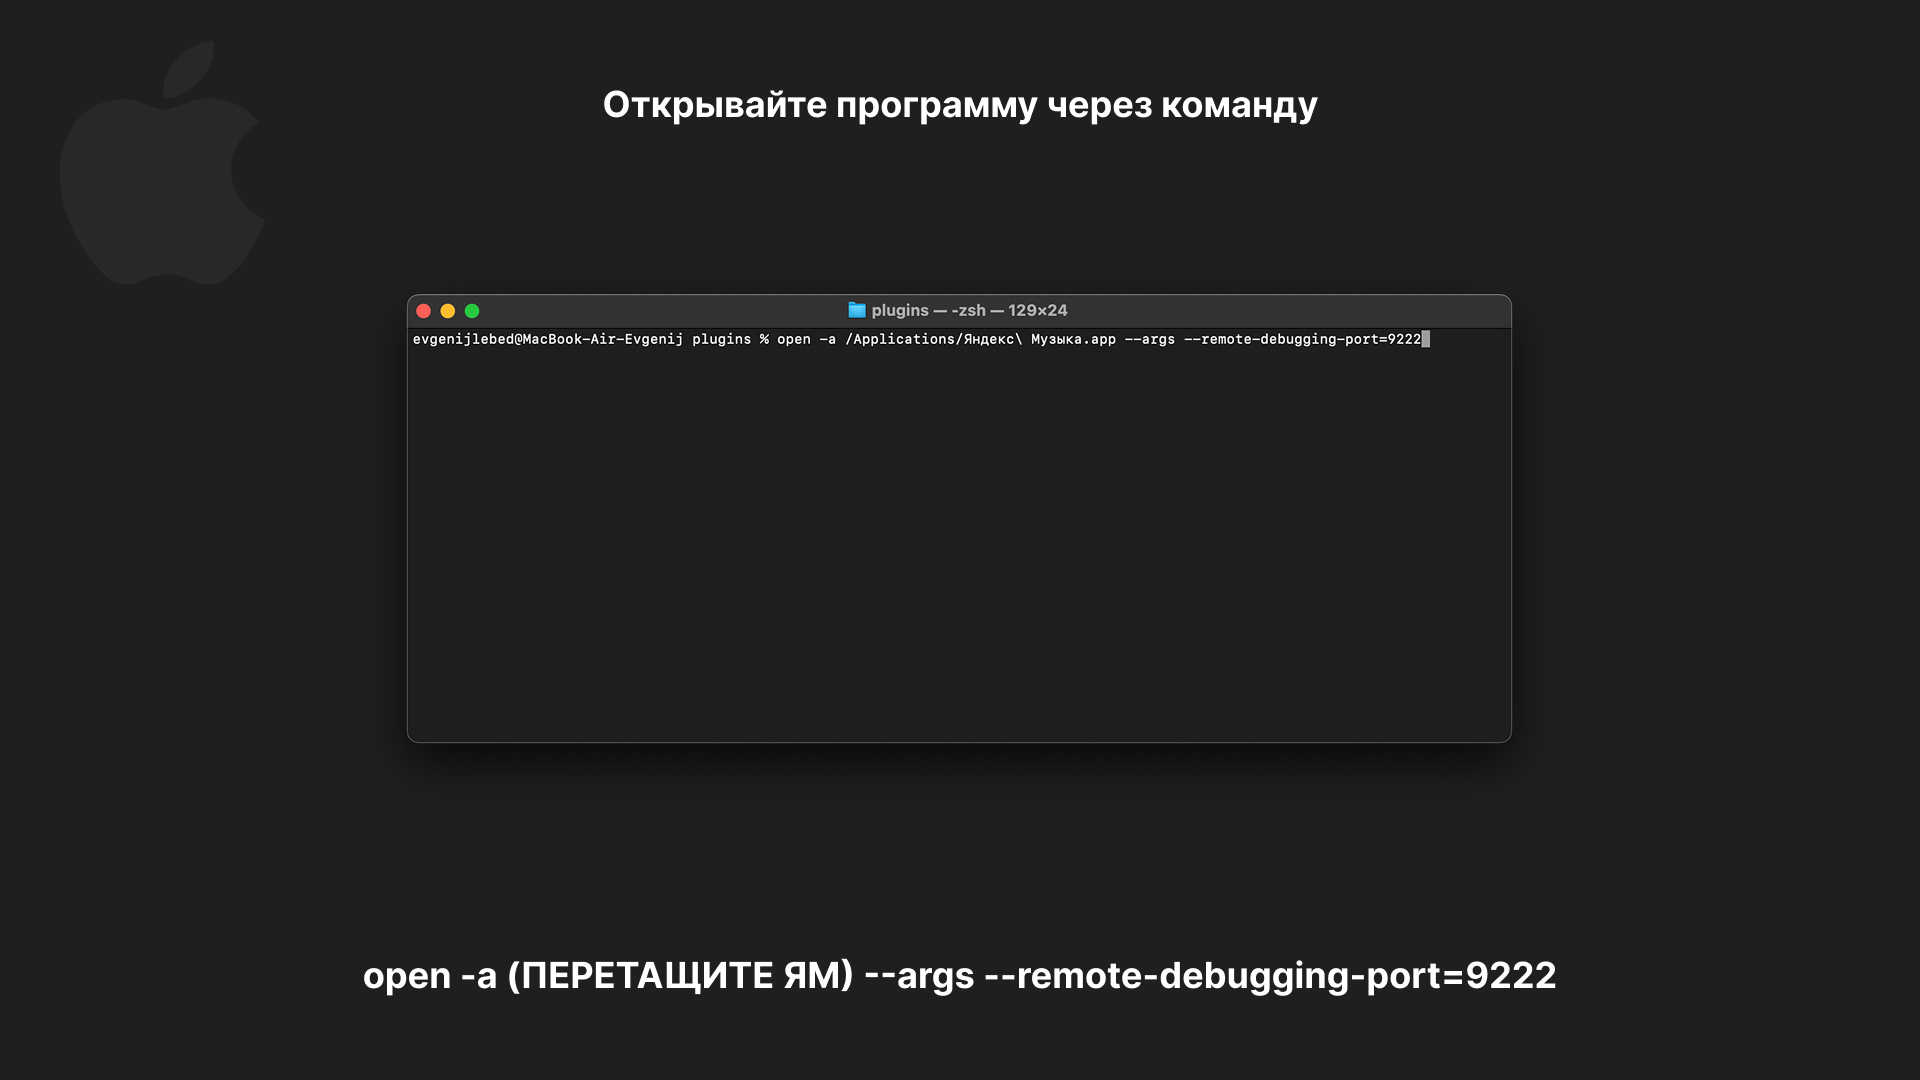 Открывайте программу через команду
plugins — -zsh — 129×24
evgenijlebed@MacBook-Air-Evgenij plugins % open -a /Applications/Яндекс\ Музыка.app --args --remote-debugging-port=9222
open -a (ПЕРЕТАЩИТЕ ЯМ) --args --remote-debugging-port=9222